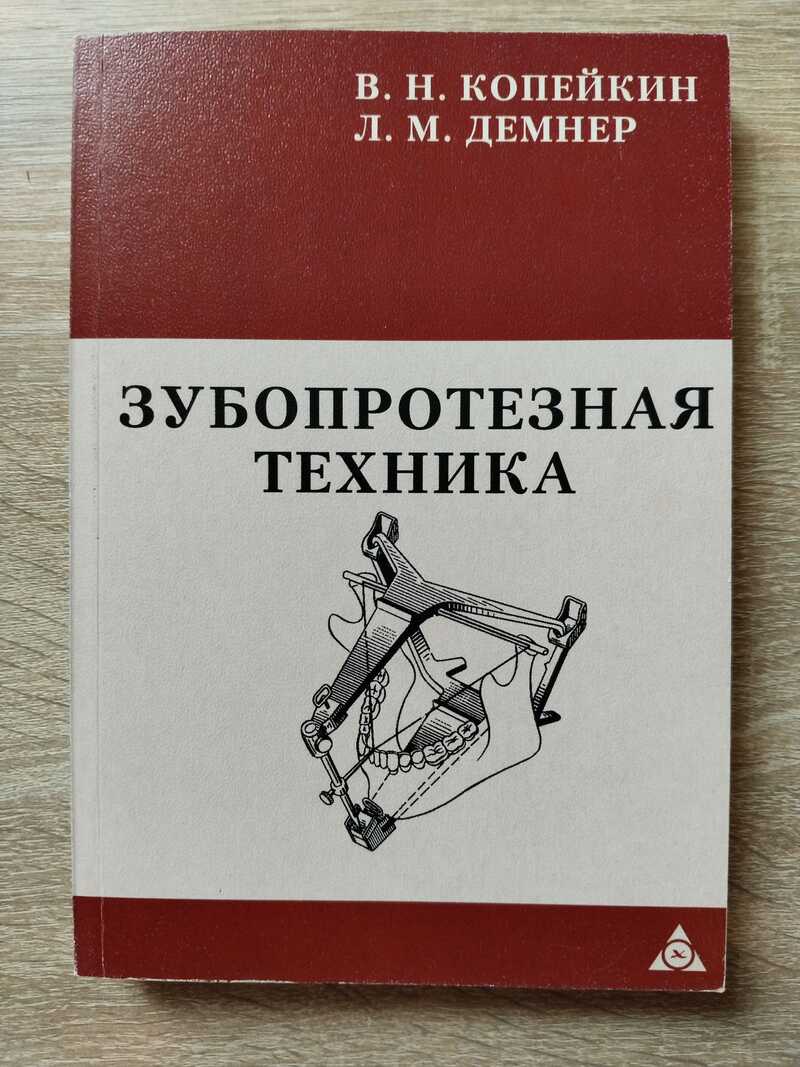 В. Н. КОПЕЙКИН
Л. М. ДЕМНЕР
ЗУБОПРОТЕЗНАЯ
ТЕХНИКА